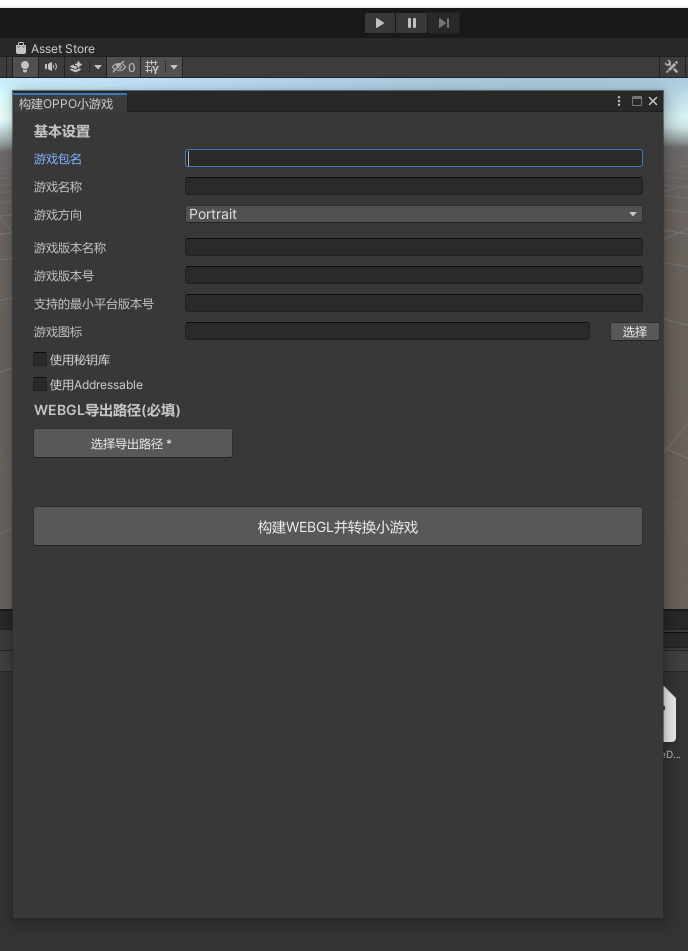 Asset Store
0
构建OPPO小游戏
基本设置
游戏包名
游戏名称
游戏方向 Portrait
游戏版本名称
游戏版本号
支持的最小平台版本号
游戏图标 选择
使用秘钥库
使用Addressable
WEBGL导出路径(必填)
选择导出路径 *
构建WEBGL并转换小游戏